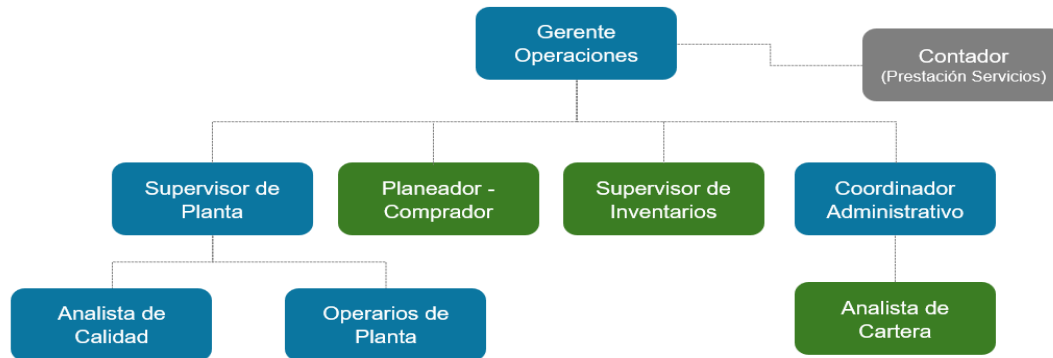 Gerente
Operaciones
Contador
(Prestación Servicios)
Supervisor de
Planta
Planeador -
Comprador
Supervisor de
Inventarios
Coordinador
Administrativo
Analista de
Calidad
Operarios de
Planta
Analista de
Cartera